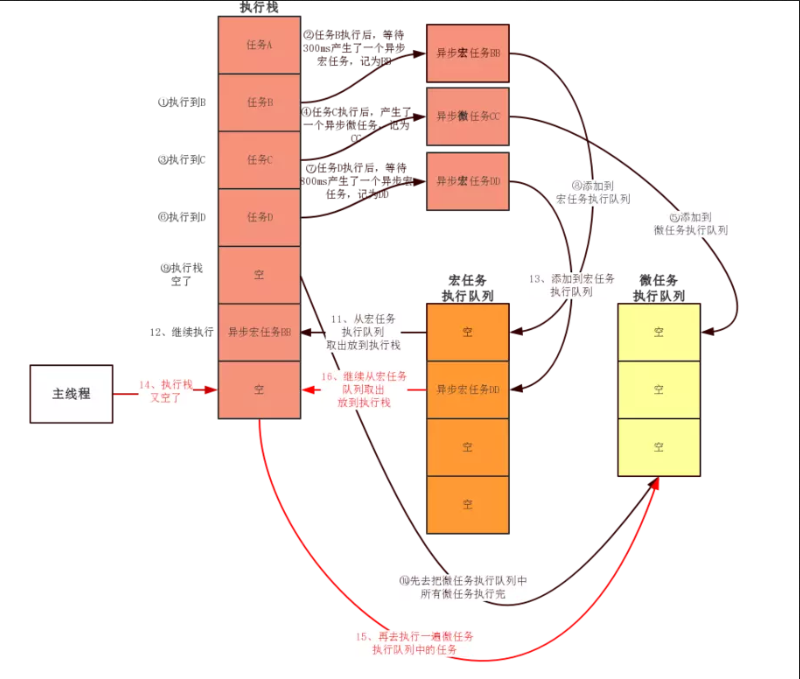 执行栈
任务A
②任务B执行后，等待
300ms产生了一个异步
宏任务，记为BB
异步宏任务BB
①执行到B
任务B
④任务C执行后，产生了
一个异步微任务，记为
CC
异步微任务CC
③执行到C
任务C
⑦任务D执行后，等待
800ms产生了一个异步宏
任务，记为DD
异步宏任务DD
⑧添加到
宏任务执行队列
⑤添加到
微任务执行队列
⑥执行到D
任务D
⑨执行栈
空了
空
宏任务
执行队列
13、添加到宏任务
执行队列
微任务
执行队列
12、继续执行
异步宏任务BB
11、从宏任务
执行队列
取出放到执行栈
空
空
主线程
14、执行栈
又空了
空
16、继续从宏任务
队列取出
放到执行栈
异步宏任务DD
空
空
空
空
⑩先去把微任务执行队列中
所有微任务执行完
15、再去执行一遍微任务
执行队列中的任务